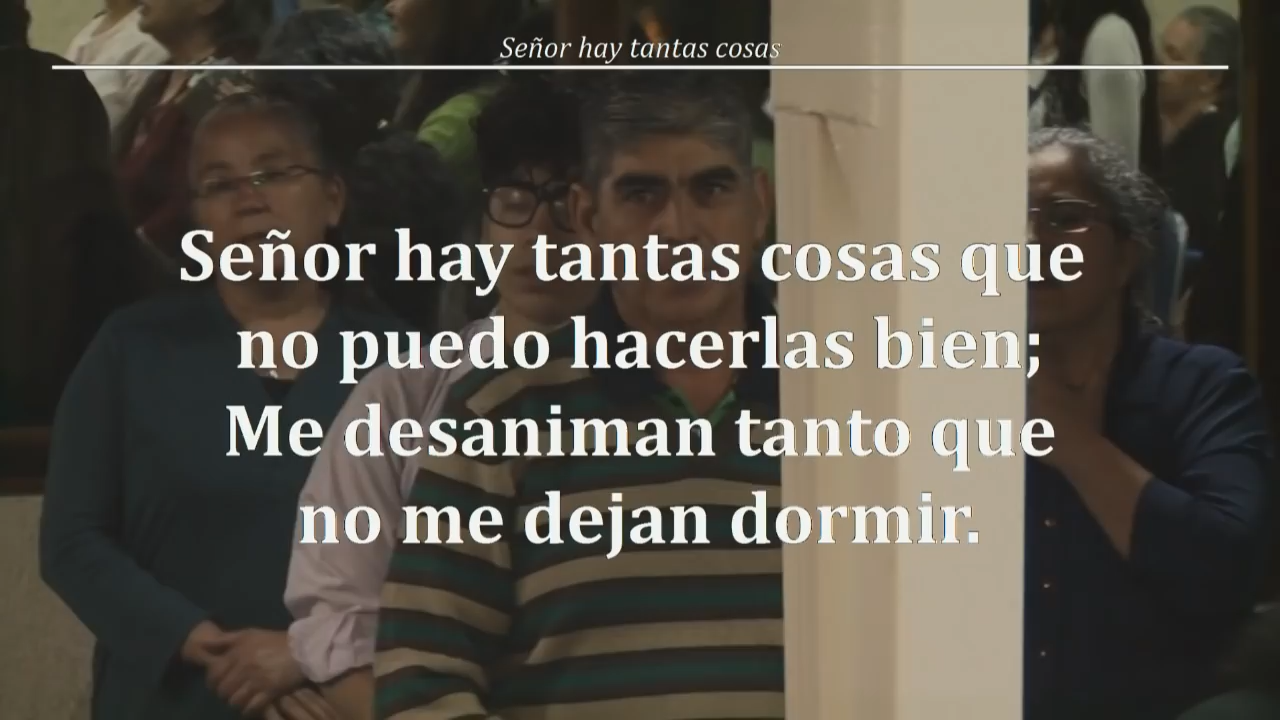 Señor hay tantas cosas
Señor hay tantas cosas que
no puedo hacerlas bien;
Me desaniman tanto que
no me dejan dormir.